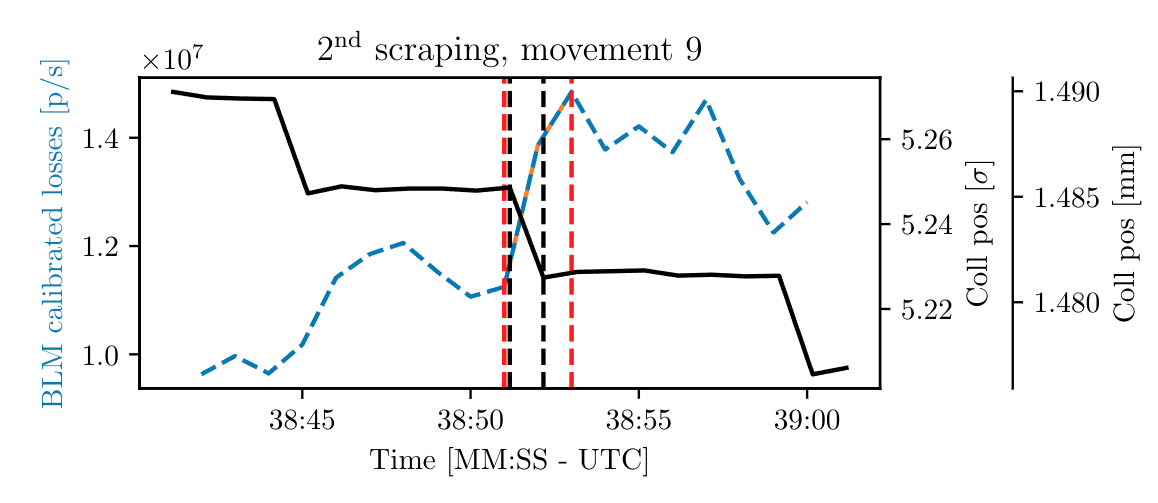 2nd scraping, movement 9
×10^7
BLM calibrated losses [p/s]
1.4
1.2
1.0
5.26
5.24
5.22
Coll pos [σ]
1.490
1.485
1.480
Coll pos [mm]
38:45 38:50 38:55 39:00
Time [MM:SS - UTC]